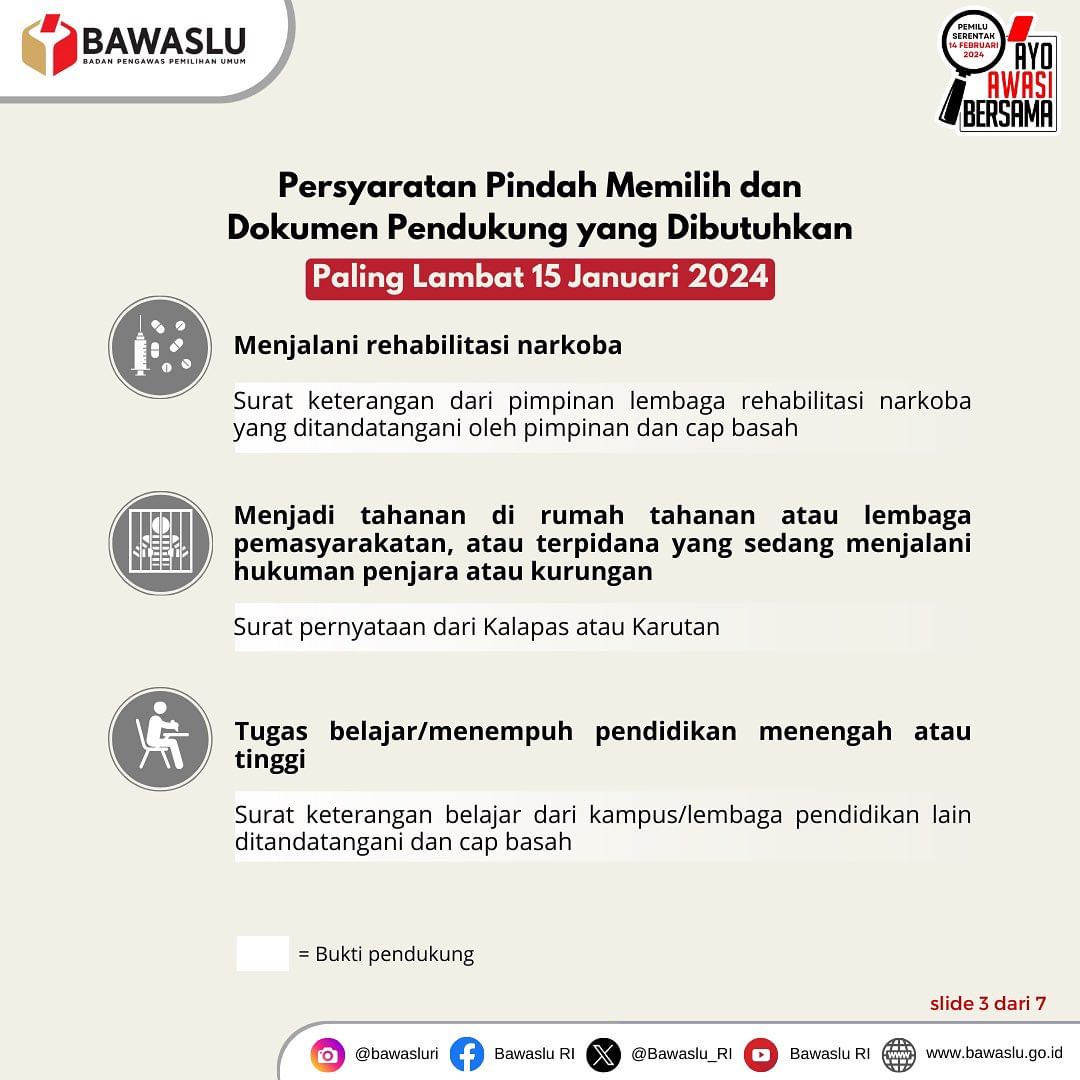 BAWASLU
BADAN PENGAWAS PEMILIHAN UMUM
PEMILU
SERENTAK
14 FEBRUARI
2024
AYO
AWASI
BERSAMA
Persyaratan Pindah Memilih dan
Dokumen Pendukung yang Dibutuhkan
Paling Lambat 15 Januari 2024
Menjalani rehabilitasi narkoba
Surat keterangan dari pimpinan lembaga rehabilitasi narkoba
yang ditandatangani oleh pimpinan dan cap basah
Menjadi tahanan di rumah tahanan atau lembaga
pemasyarakatan, atau terpidana yang sedang menjalani
hukuman penjara atau kurungan
Surat pernyataan dari Kalapas atau Karutan
Tugas belajar/menempuh pendidikan menengah atau
tinggi
Surat keterangan belajar dari kampus/lembaga pendidikan lain
ditandatangani dan cap basah
= Bukti pendukung
slide 3 dari 7
@bawasluri Bawaslu RI @Bawaslu_RI Bawaslu RI www www.bawaslu.go.id